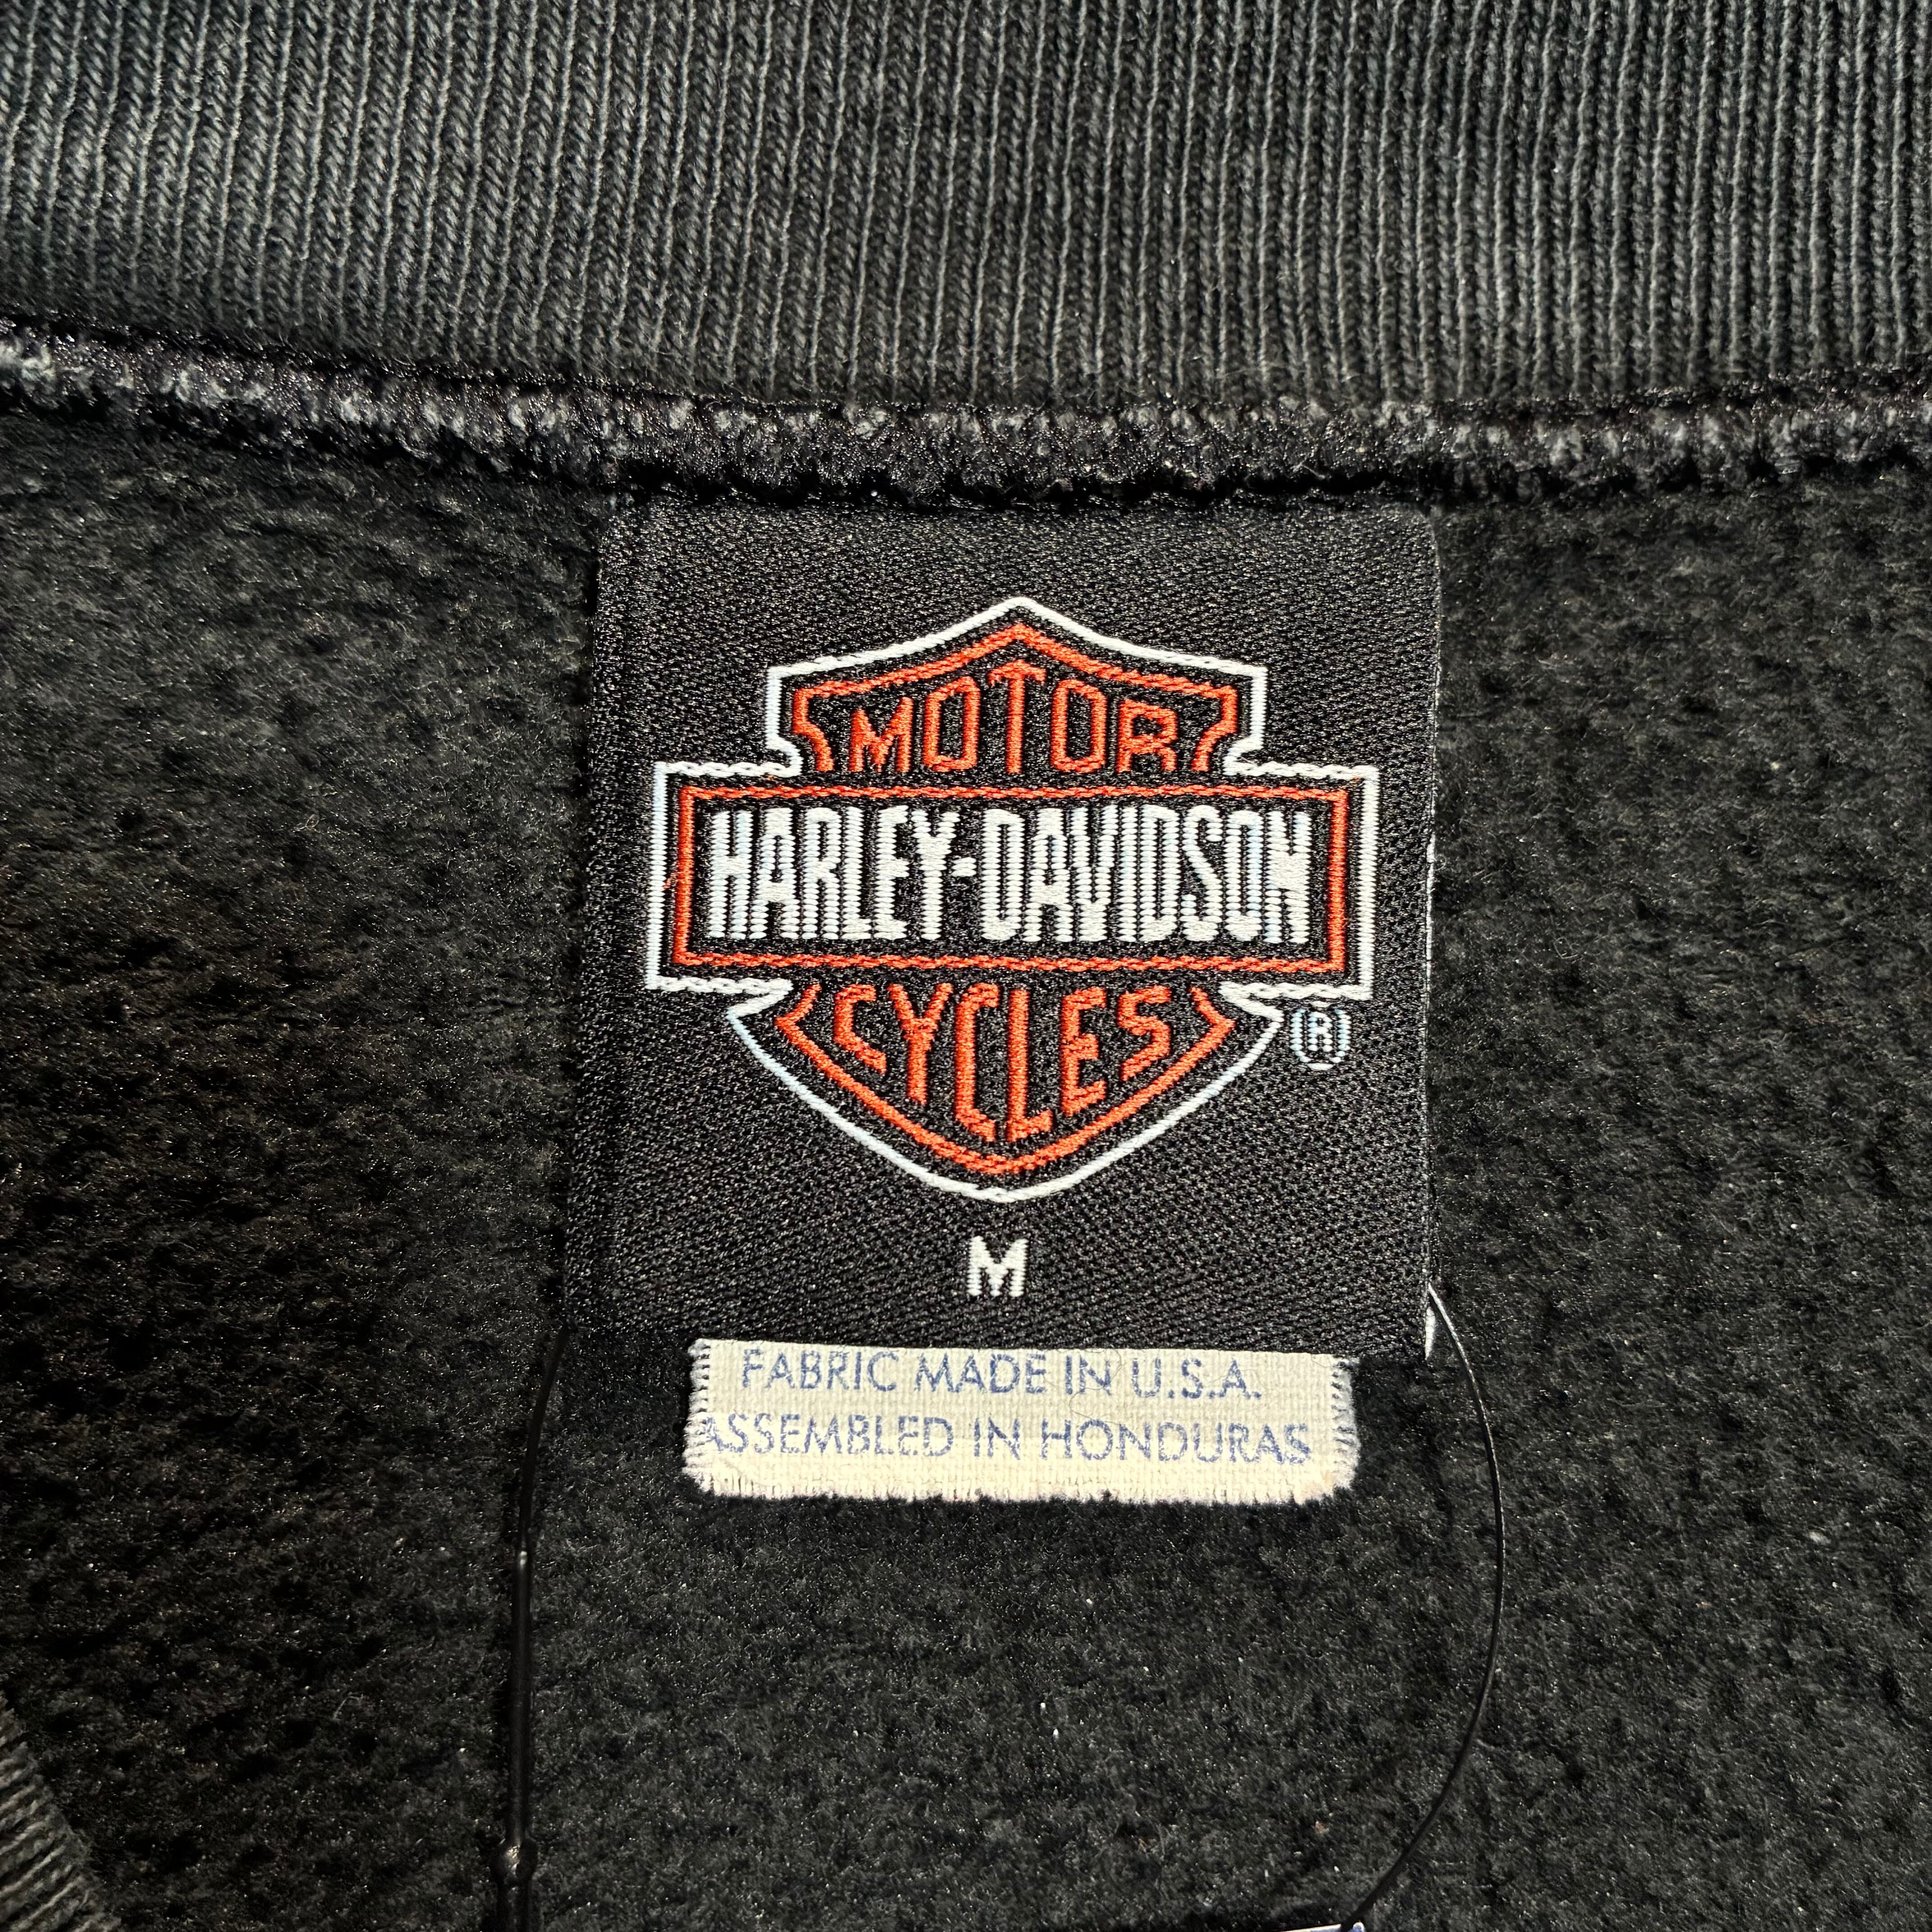 MOTOR
HARLEY-DAVIDSON
CYCLES
®
M
FABRIC MADE IN U.S.A.
ASSEMBLED IN HONDURAS